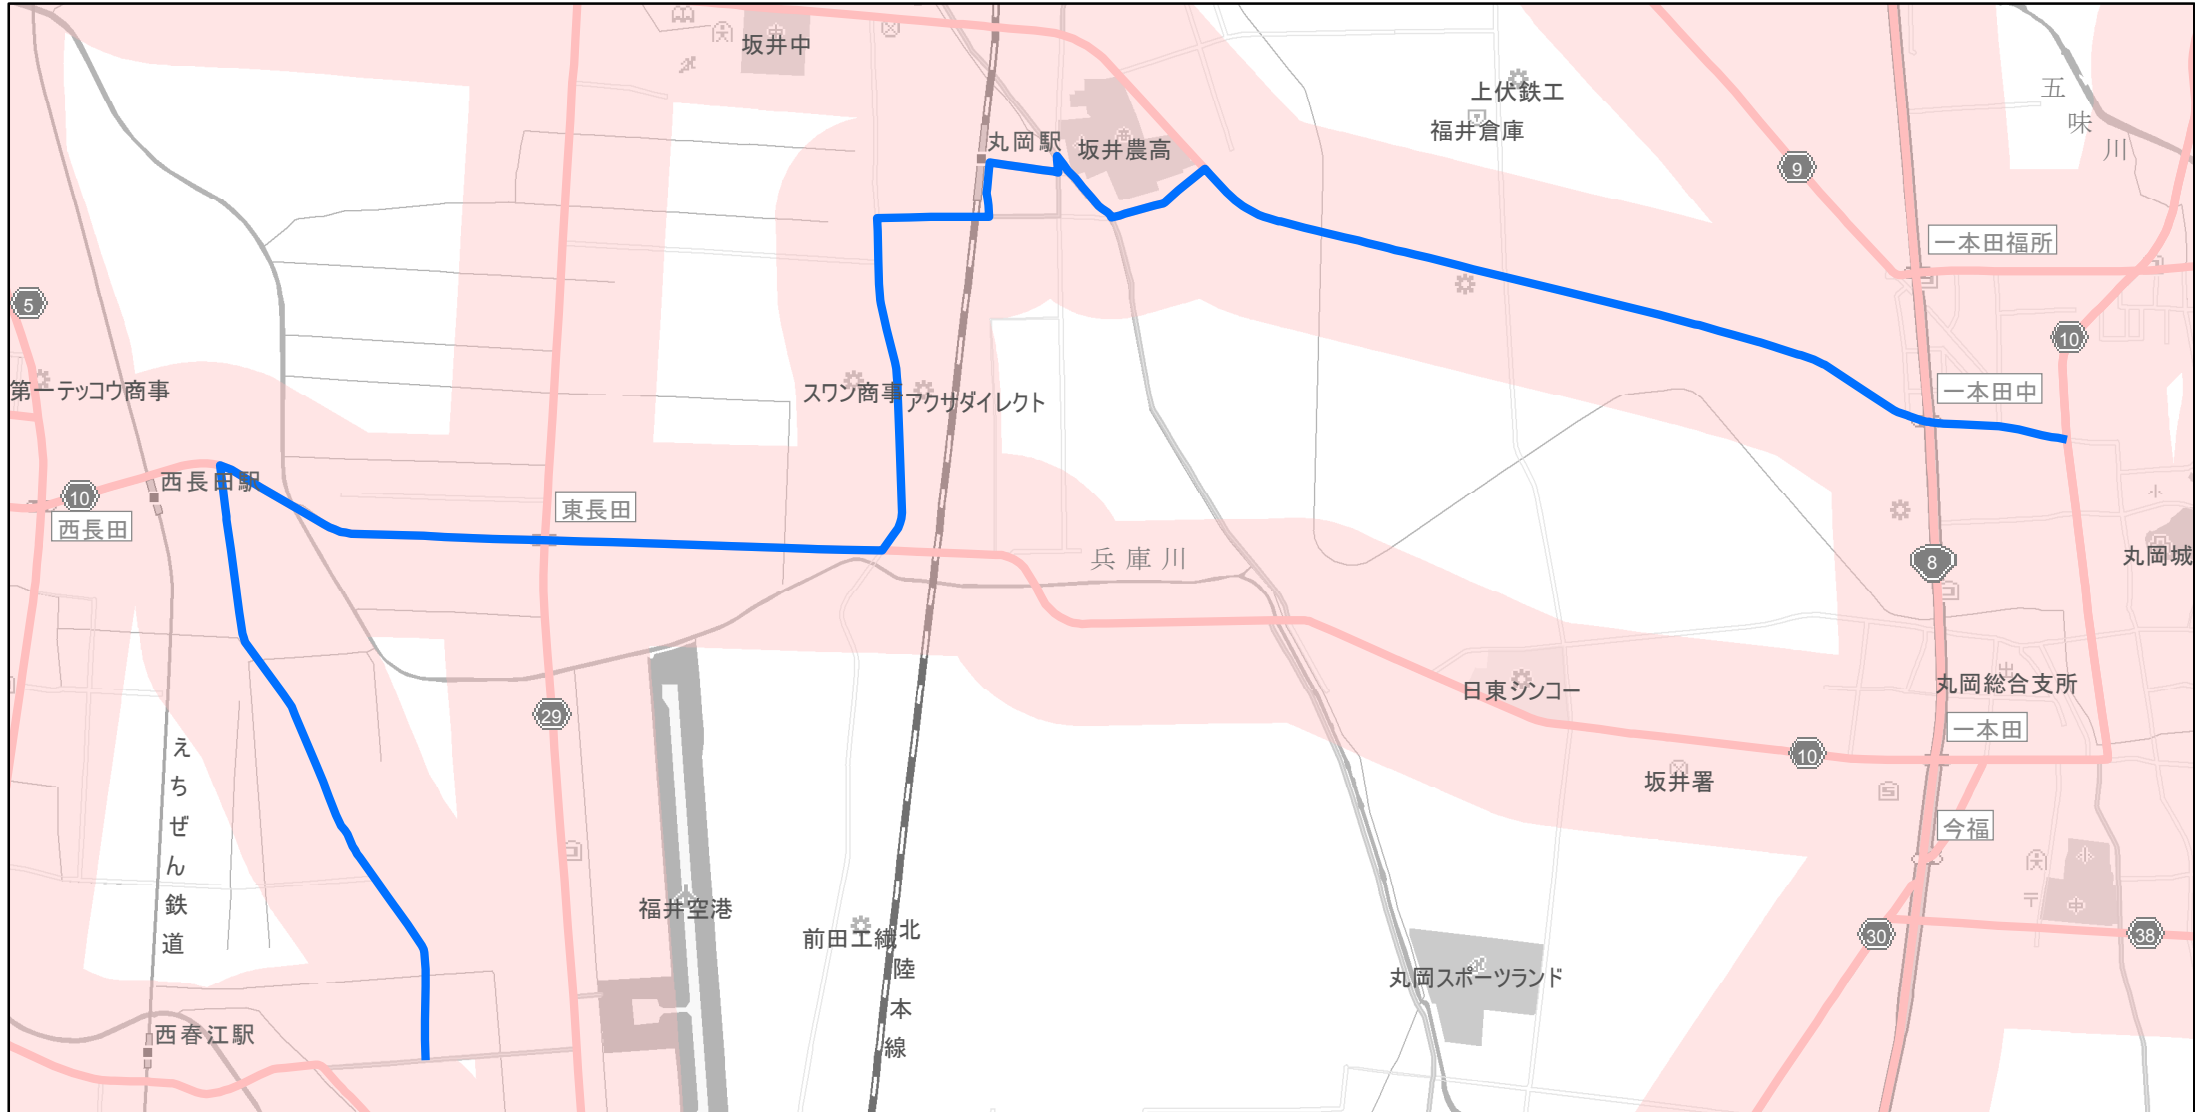 坂井中
上伏鉄工
福井倉庫
五味川
丸岡駅
坂井農高
9
一本田福所
5
10
第一テッコウ商事
スワン商事
アクサダイレクト
一本田中
西長田駅
10
西長田
東長田
兵庫川
8
丸岡城
日東シンコー
丸岡総合支所
29
一本田
10
坂井署
えちぜん鉄道
今福
福井空港
前田工繊
北陸本線
30
38
丸岡スポーツランド
西春江駅
中
小
小
中